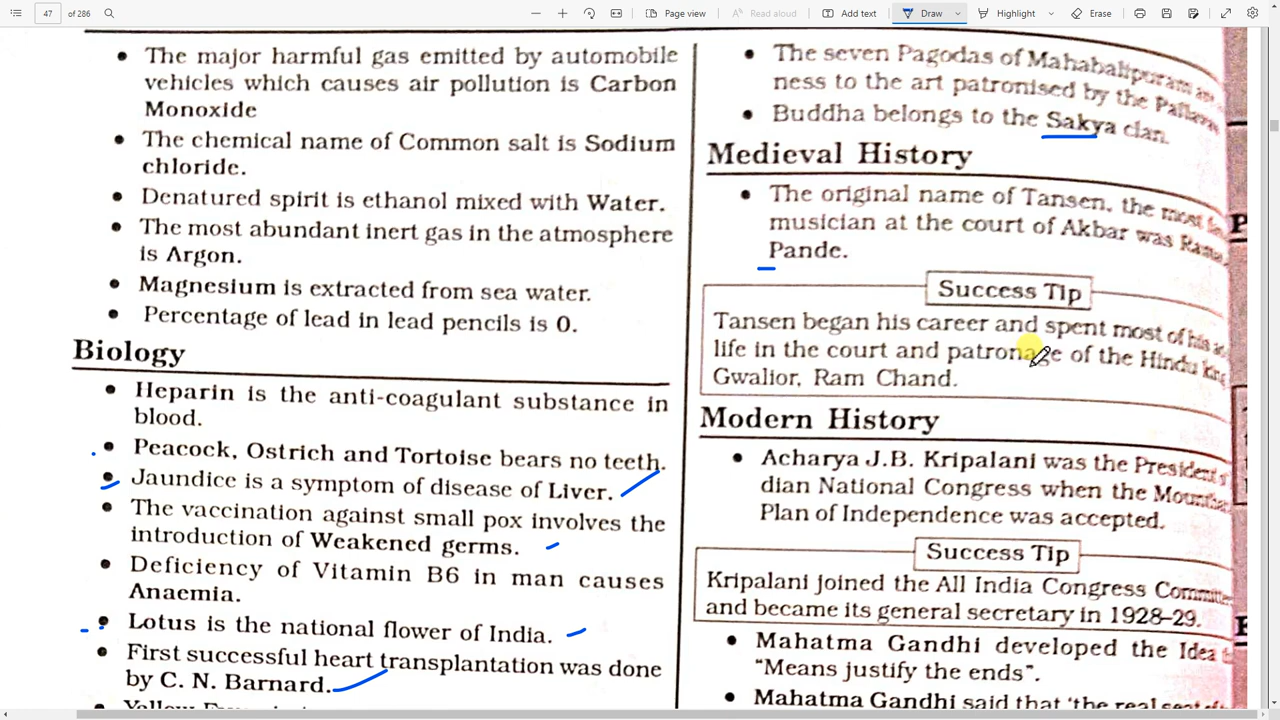 47 of 286
Page view
Read aloud
Add text
Draw
Highlight
Erase
The major harmful gas emitted by automobile
vehicles which causes air pollution is Carbon
Monoxide
The chemical name of Common salt is Sodium
chloride.
Denatured spirit is ethanol mixed with Water.
The most abundant inert gas in the atmosphere
is Argon.
Magnesium is extracted from sea water.
Percentage of lead in lead pencils is 0.
Biology
Heparin is the anti-coagulant substance in
blood.
Peacock, Ostrich and Tortoise bears no teeth.
Jaundice is a symptom of disease of Liver.
The vaccination against small pox involves the
introduction of Weakened germs.
Deficiency of Vitamin B6 in man causes
Anaemia.
Lotus is the national flower of India.
First successful heart transplantation was done
by C. N. Barnard.
The seven Pagodas of Mahabalipuram are
ness to the art patronised by the Pallavas
Buddha belongs to the Sakya clan.
Medieval History
The original name of Tansen, the most
musician at the court of Akbar was
Pande.
Success Tip
Tansen began his career and spent most of his
life in the court and patronage of the Hindu
Gwalior, Ram Chand.
Modern History
Acharya J.B. Kripalani was the President
dian National Congress when the
Plan of Independence was accepted.
Success Tip
Kripalani joined the All India Congress
and became its general secretary in 1928–29.
Mahatma Gandhi developed the Idea
"Means justify the ends".
Mahatma Gandhi said that 'the real